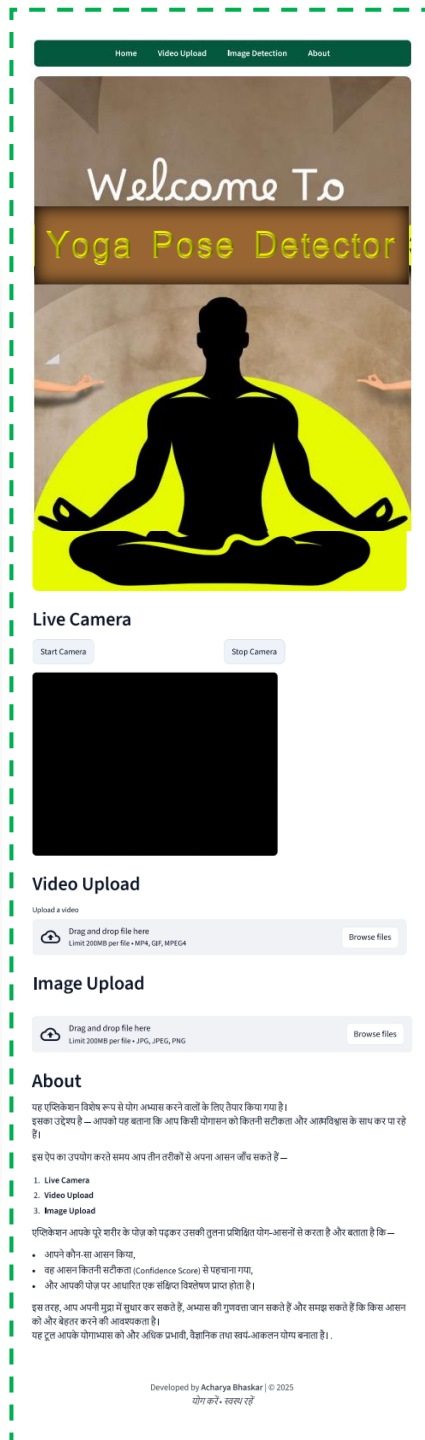 Home Video Upload Image Detection About
Welcome To
Yoga Pose Detector
Live Camera
Start Camera Stop Camera
Video Upload
Upload a video
Drag and drop file here
Limit 200MB per file • MP4, GIF, MPEG4
Browse files
Image Upload
Drag and drop file here
Limit 200MB per file • JPG, JPEG, PNG
Browse files
About
यह एप्लिकेशन विशेष रूप से योग अभ्यास करने वालों के लिए तैयार किया गया है।
इसका उद्देश्य है — आपको यह बताना कि आप किसी योगासन को कितनी सटीकता और आत्मविश्वास के साथ कर पा रहे
हैं।
इस ऐप का उपयोग करते समय आप तीन तरीकों से अपना आसन जाँच सकते हैं —
1. Live Camera
2. Video Upload
3. Image Upload
एप्लिकेशन आपके पूरे शरीर के पोज़ को पढ़कर उसकी तुलना प्रशिक्षित योग-आसनों से करता है और बताता है कि —
• आपने कौन-सा आसन किया,
• वह आसन कितनी सटीकता (Confidence Score) से पहचाना गया,
• और आपकी पोज़ पर आधारित एक संक्षिप्त विश्लेषण प्राप्त होता है।
इस तरह, आप अपनी मुद्रा में सुधार कर सकते हैं, अभ्यास की गुणवत्ता जान सकते हैं और समझ सकते हैं कि किस आसन
को और बेहतर करने की आवश्यकता है।
यह टूल आपके योगाभ्यास को और अधिक प्रभावी, वैज्ञानिक तथा स्वयं-आकलन योग्य बनाता है। .
Developed by Acharya Bhaskar | © 2025
योग करें • स्वस्थ रहें